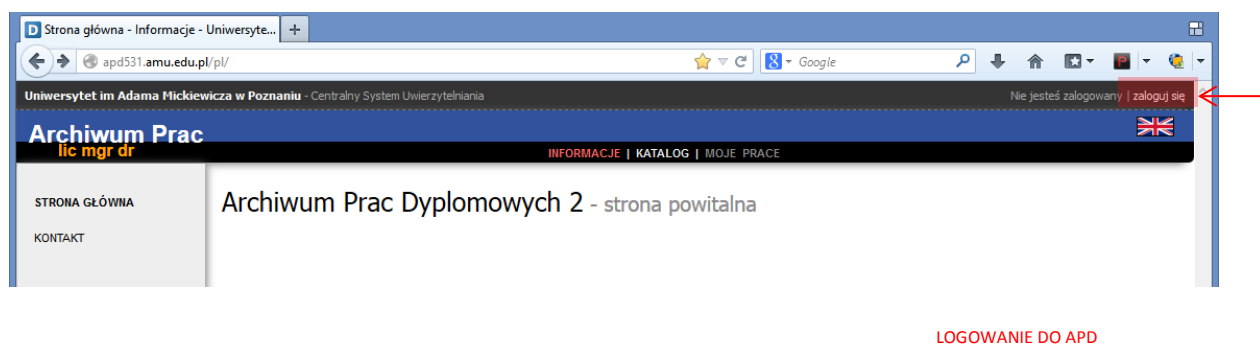 Strona główna - Informacje - Uniwersyte...
apd531.amu.edu.pl/pl/
Google
Uniwersytet im Adama Mickiewicza w Poznaniu - Centralny System Uwierzytelniania
Nie jesteś zalogowany | zaloguj się
Archiwum Prac
lic mgr dr
INFORMACJE | KATALOG | MOJE PRACE
STRONA GŁÓWNA
Archiwum Prac Dyplomowych 2 - strona powitalna
KONTAKT
LOGOWANIE DO APD